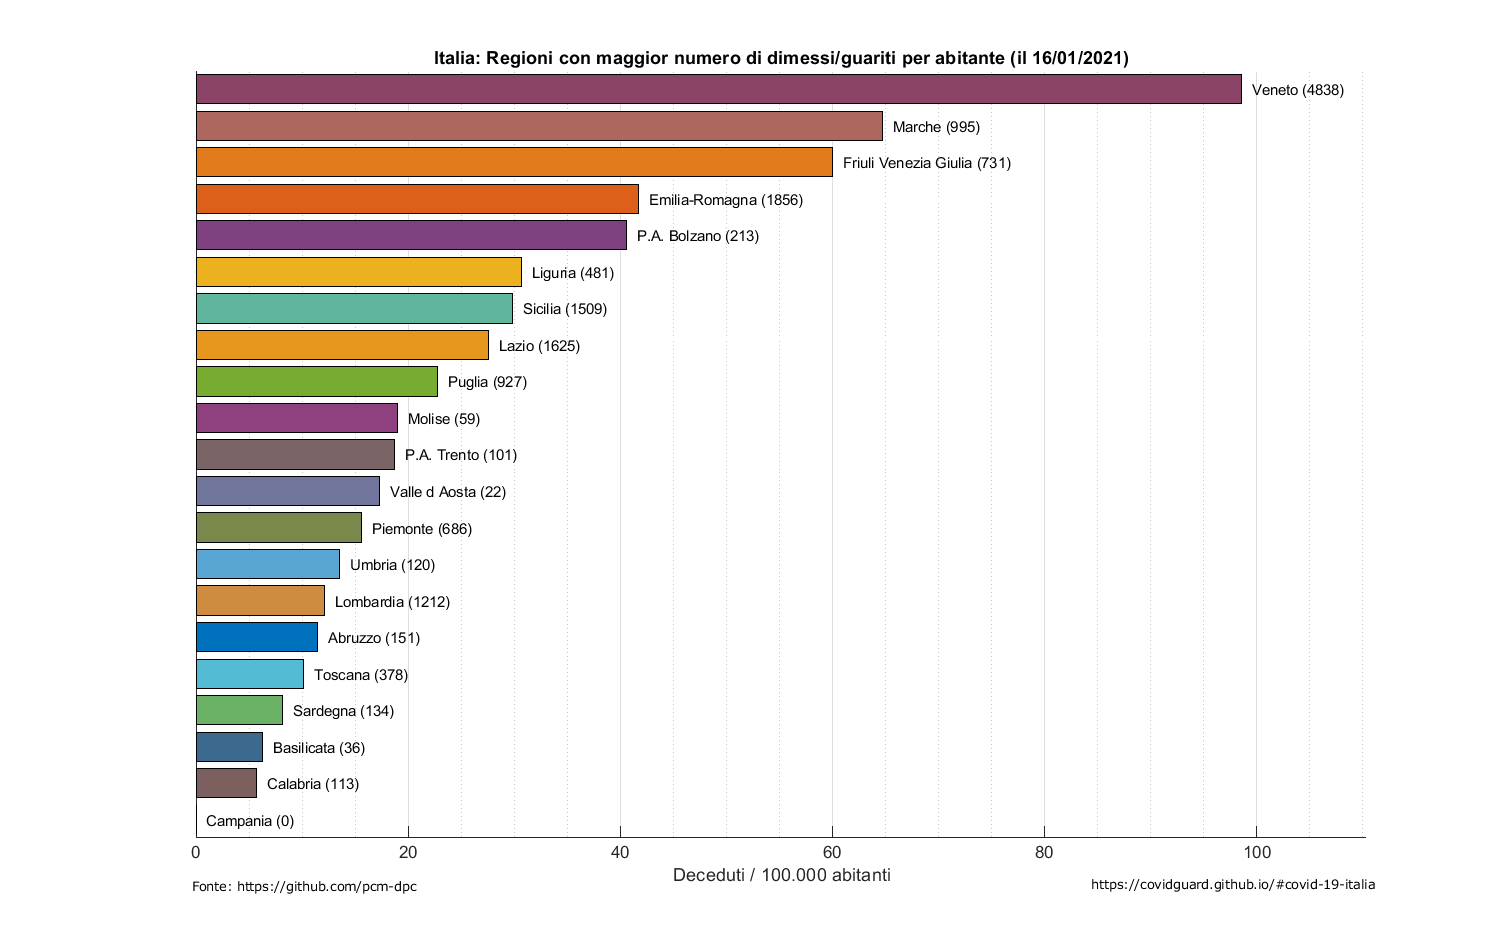 Italia: Regioni con maggior numero di dimessi/guariti per abitante (il 16/01/2021)
Veneto (4838)
Marche (995)
Friuli Venezia Giulia (731)
Emilia-Romagna (1856)
P.A. Bolzano (213)
Liguria (481)
Sicilia (1509)
Lazio (1625)
Puglia (927)
Molise (59)
P.A. Trento (101)
Valle d Aosta (22)
Piemonte (686)
Umbria (120)
Lombardia (1212)
Abruzzo (151)
Toscana (378)
Sardegna (134)
Basilicata (36)
Calabria (113)
Campania (0)
0 20 40 60 80 100
Deceduti / 100.000 abitanti
Fonte: https://github.com/pcm-dpc
https://covidguard.github.io/#covid-19-italia